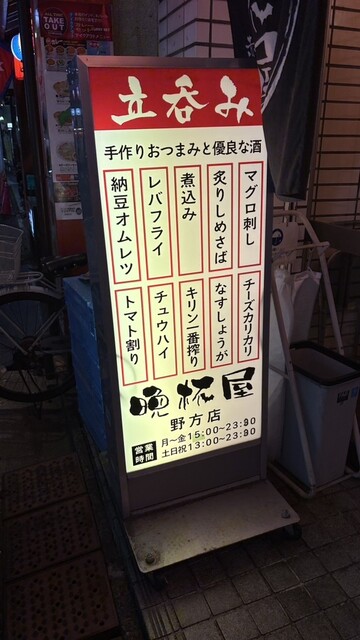 立呑み
手作りおつまみと優良な酒
マグロ刺し
炙りしめさば
煮込み
レバフライ
納豆オムレツ
チーズカリカリ
なすしょうが
キリン一番搾り
チュウハイ
トマト割り
晩杯屋
野方店
営業時間
月〜金 15:00〜23:30
土日祝 13:00〜23:30
TAKE OUT